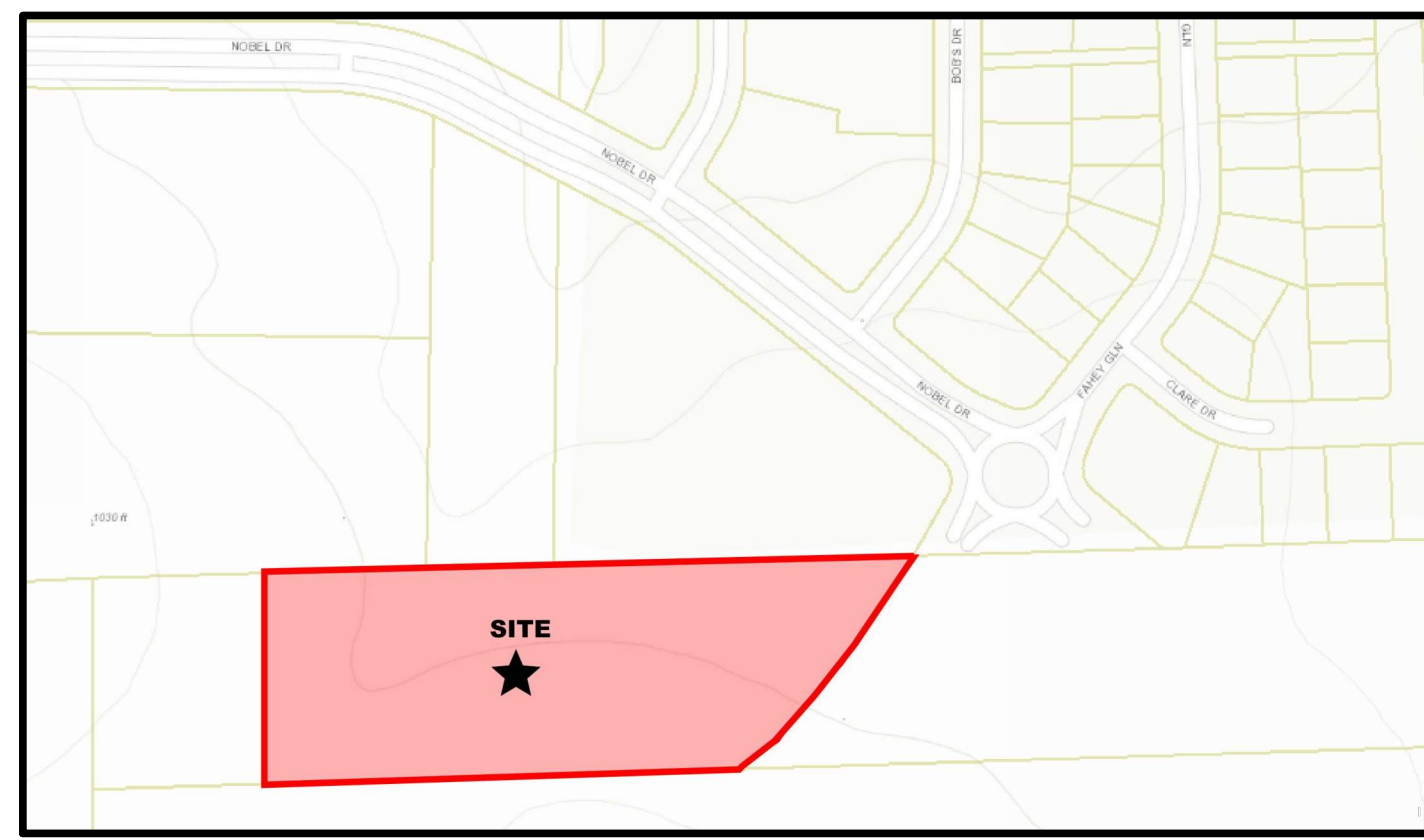 NOBEL DR
BOB'S DR
GLN
NOBEL DR
NOBEL DR
FAHEY GLN
CLARE DR
1030 ft
SITE